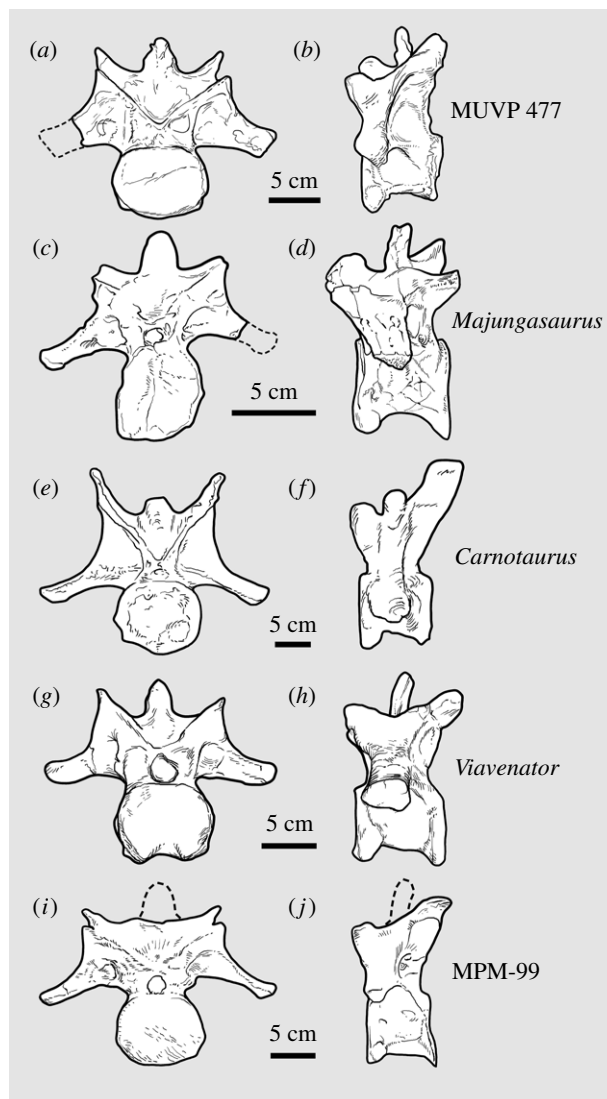 (a) (b)
MUVP 477
5 cm
(c) (d)
Majungasaurus
5 cm
(e) (f)
Carnotaurus
5 cm
(g) (h)
Viavenator
5 cm
(i) (j)
MPM-99
5 cm